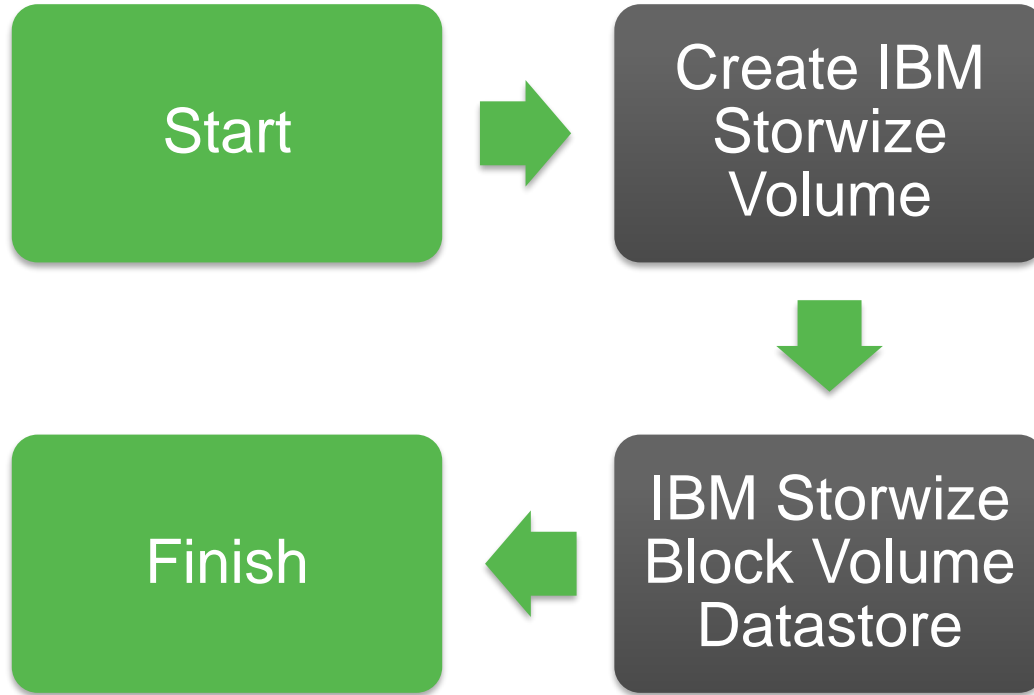 Start
Create IBM
Storwize
Volume
IBM Storwize
Block Volume
Datastore
Finish